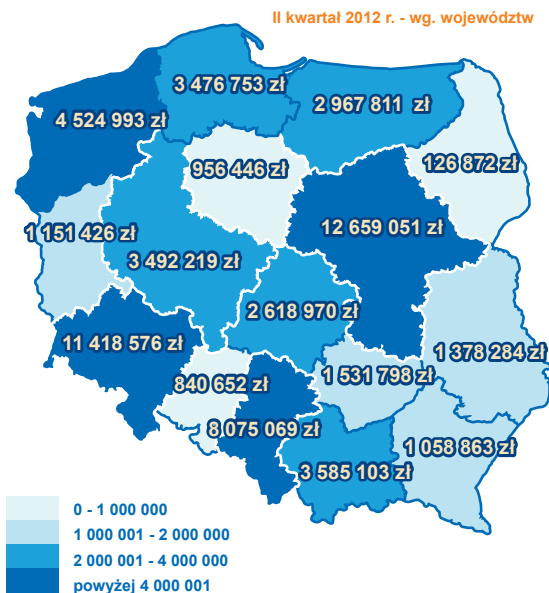 II kwartał 2012 r. - wg. województw
3 476 753 zł
2 967 811 zł
4 524 993 zł
126 872 zł
956 446 zł
12 659 051 zł
1 151 426 zł
3 492 219 zł
2 618 970 zł
11 418 576 zł
1 378 284 zł
1 531 798 zł
840 652 zł
8 075 069 zł
1 058 863 zł
3 585 103 zł
0 - 1 000 000
1 000 001 - 2 000 000
2 000 001 - 4 000 000
powyżej 4 000 001